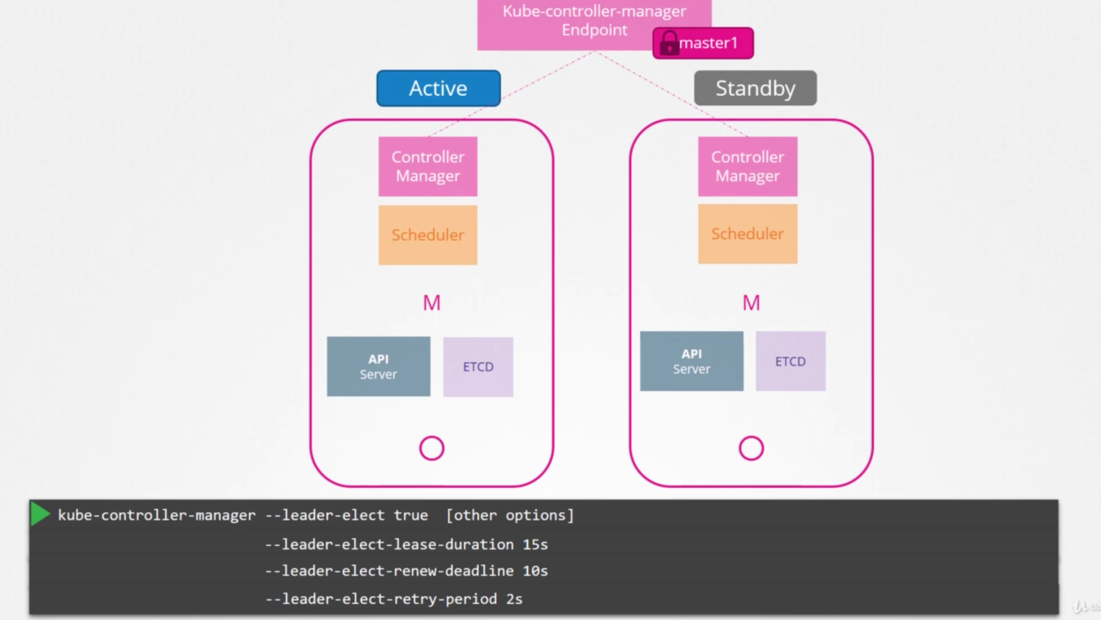 Kube-controller-manager
Endpoint
master1
Active
Standby
Controller
Manager
Scheduler
M
API
Server
ETCD
Controller
Manager
Scheduler
M
API
Server
ETCD
kube-controller-manager --leader-elect true [other options]
--leader-elect-lease-duration 15s
--leader-elect-renew-deadline 10s
--leader-elect-retry-period 2s